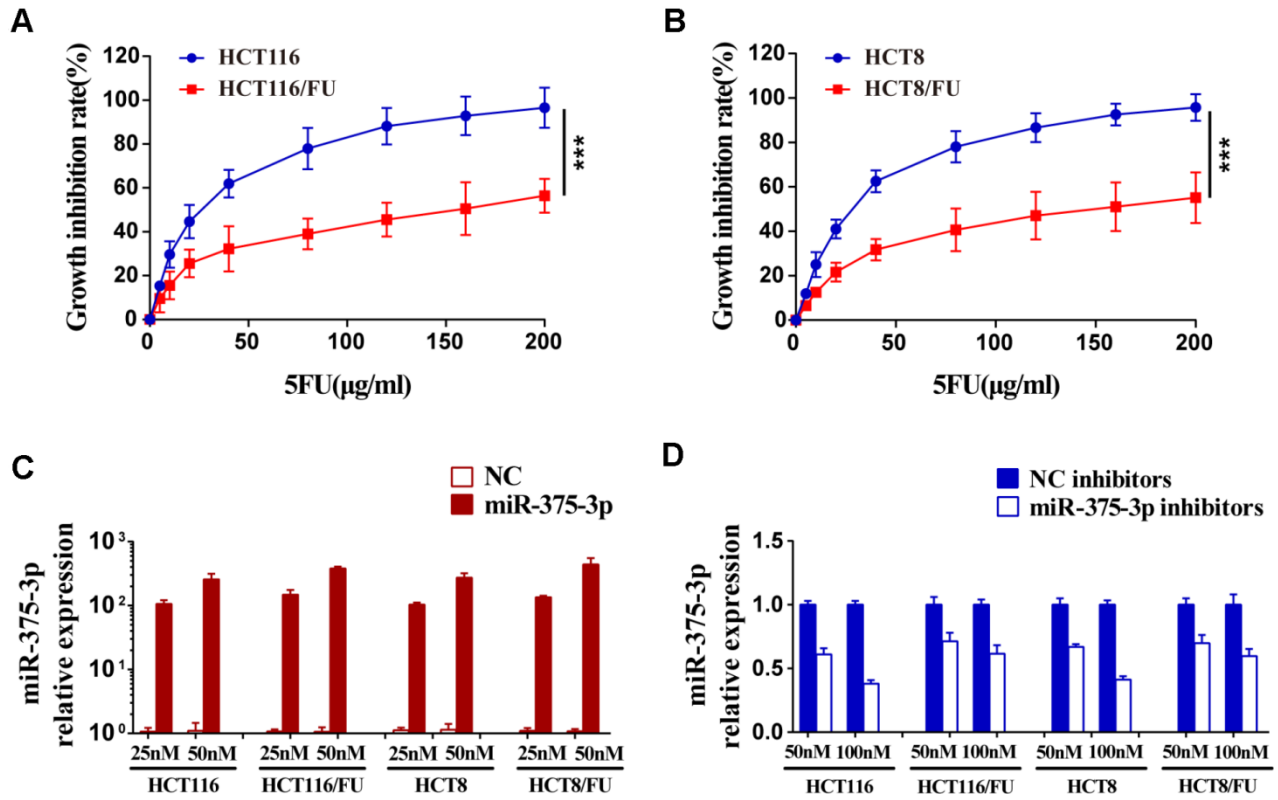 A
HCT116
HCT116/FU
Growth inhibition rate(%)
120
100
80
60
40
20
0
0 50 100 150 200
5FU(μg/ml)
***
B
HCT8
HCT8/FU
Growth inhibition rate(%)
120
100
80
60
40
20
0
0 50 100 150 200
5FU(μg/ml)
***
C
NC
miR-375-3p
miR-375-3p
relative expression
10³
10²
10¹
10⁰
25nM 50nM 25nM 50nM 25nM 50nM 25nM 50nM
HCT116 HCT116/FU HCT8 HCT8/FU
D
NC inhibitors
miR-375-3p inhibitors
miR-375-3p
relative expression
1.5
1.0
0.5
0.0
50nM 100nM 50nM 100nM 50nM 100nM 50nM 100nM
HCT116 HCT116/FU HCT8 HCT8/FU